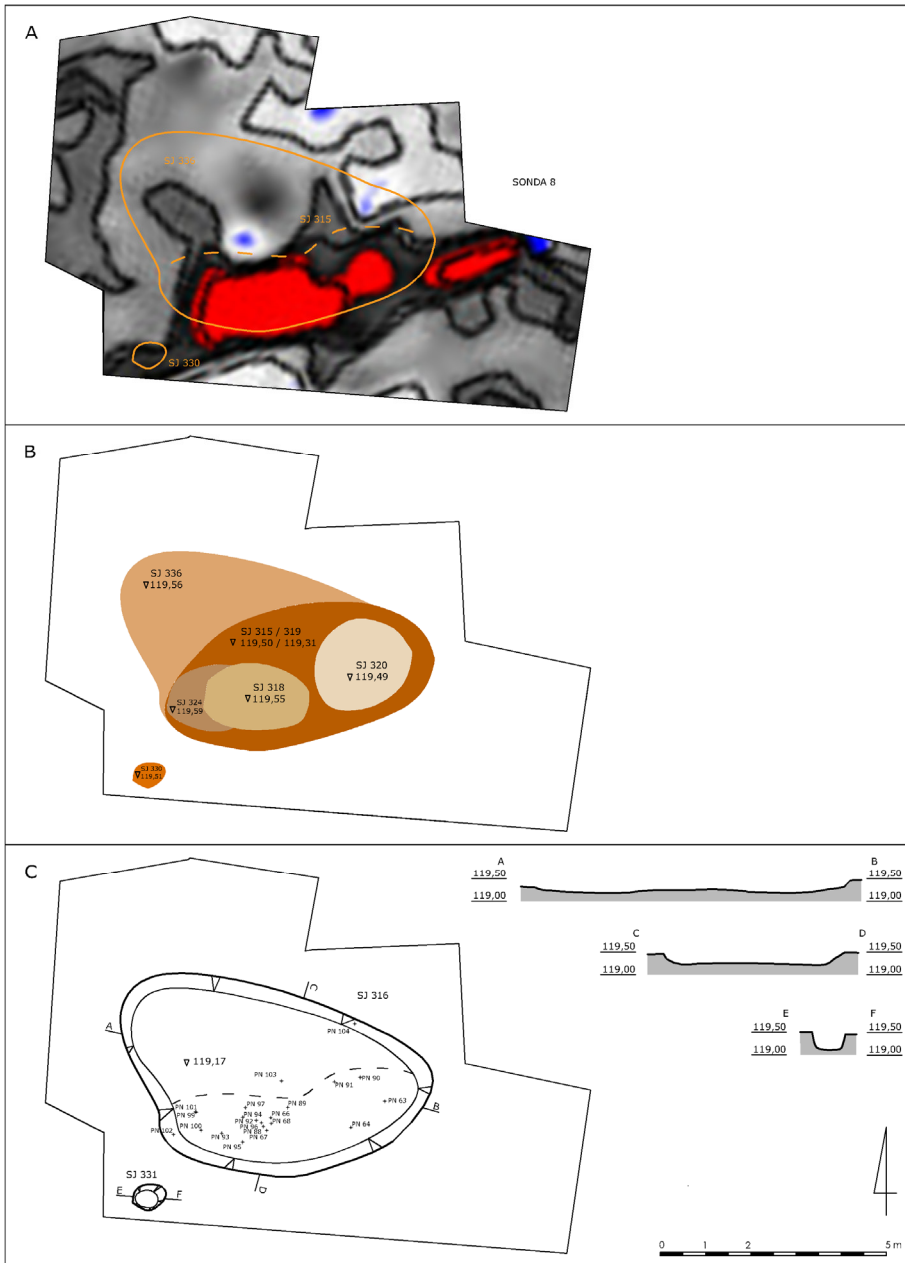 A
SONDA 8
SJ 315
SJ 330
B
SJ 336
∇119,56
SJ 315 / 319
∇ 119,50 / 119,31
SJ 320
∇119,49
SJ 318
∇119,55
SJ 324
∇119,59
SJ 330
∇119,51
C
A B
119,50 119,50
119,00 119,00
C D
119,50 119,50
119,00 119,00
E F
119,50 119,50
119,00 119,00
SJ 316
C
A
PN 104
∇ 119,17
PN 103
PN 90
PN 91
PN 101
PN 97
PN 89
PN 63
B
PN 99
PN 94
PN 66
PN 92
PN 68
PN 96
PN 64
PN 102
PN 100
PN 93
PN 88
PN 67
PN 95
D
SJ 331
E F
0 1 2 5 m